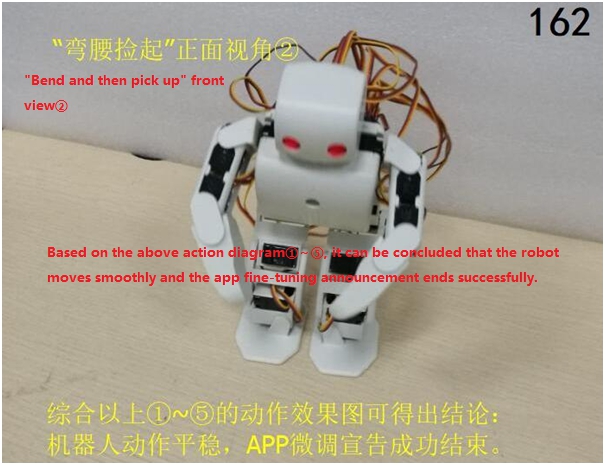 162
“弯腰捡起”正面视角②
"Bend and then pick up" front
view②
Based on the above action diagram①~⑤, it can be concluded that the robot
moves smoothly and the app fine-tuning announcement ends successfully.
综合以上①~⑤的动作效果图可得出结论：
机器人动作平稳，APP微调宣告成功结束。